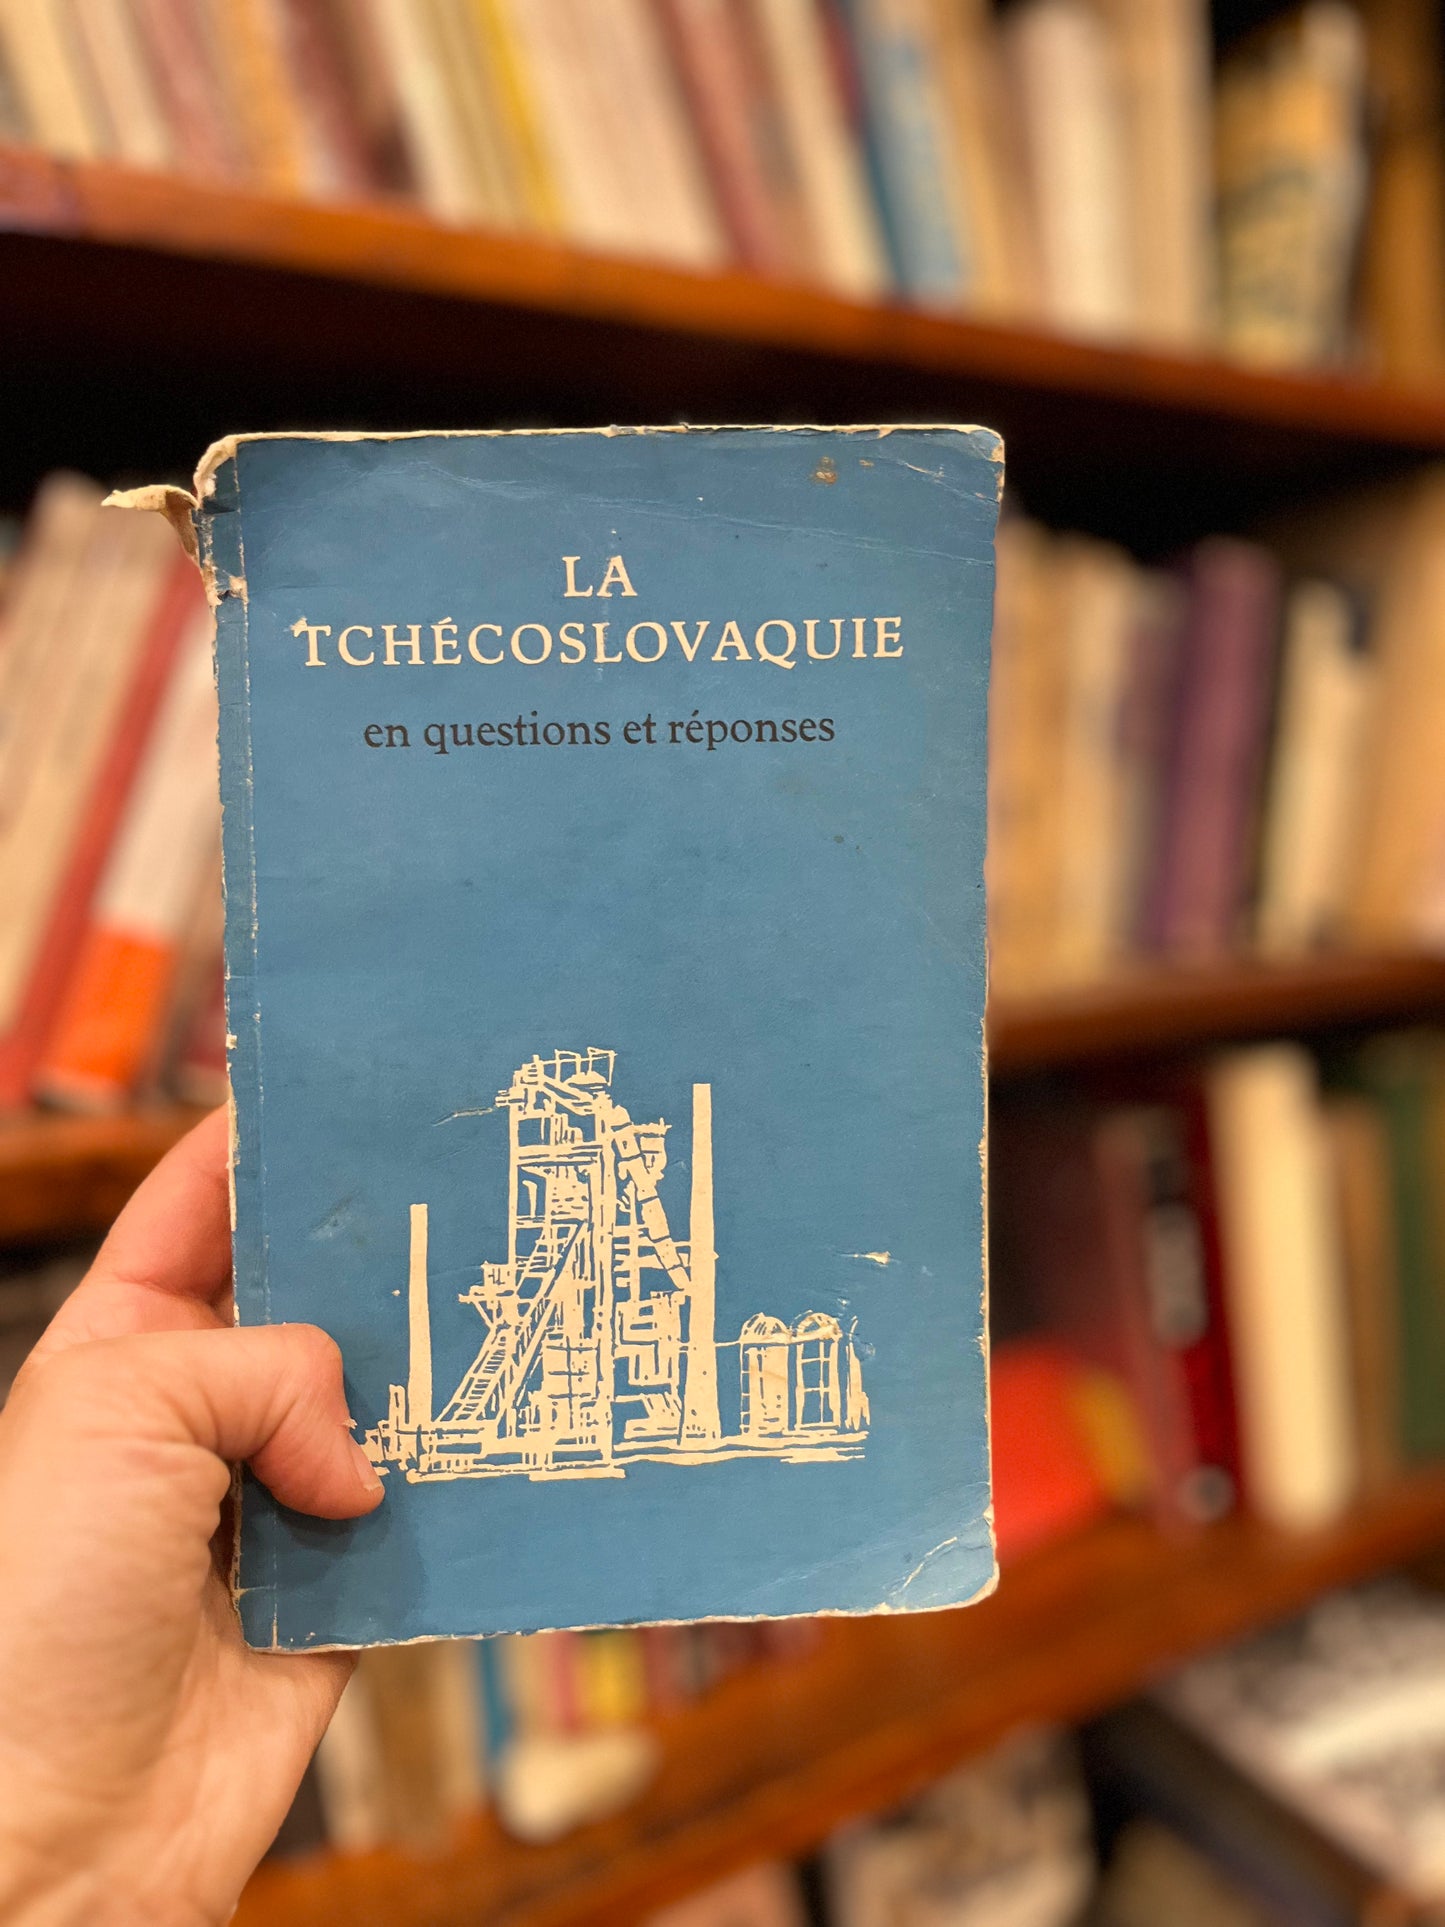 LA
TCHÉCOSLOVAQUIE
en questions et réponses